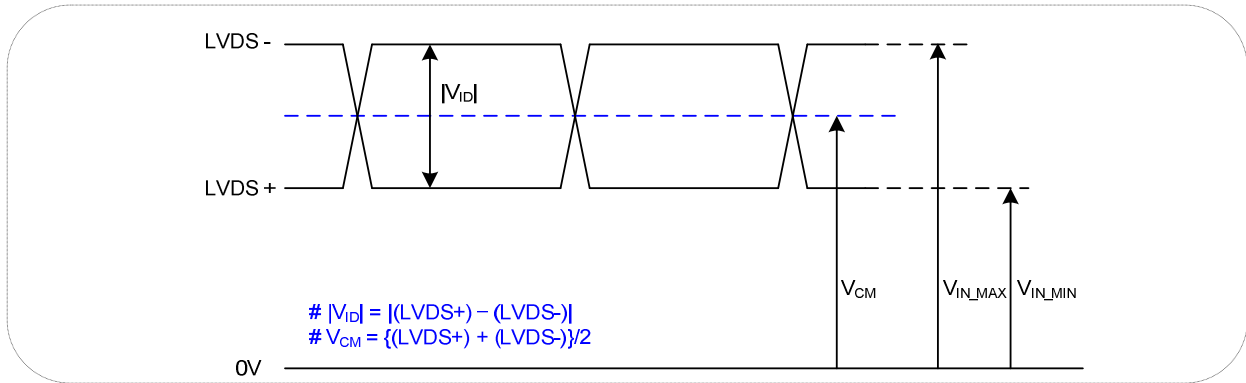 LVDS -
|VID|
LVDS +
VCM
VIN_MAX
VIN_MIN
# |VID| = |(LVDS+) – (LVDS-)|
# VCM = {(LVDS+) + (LVDS-)}/2
0V